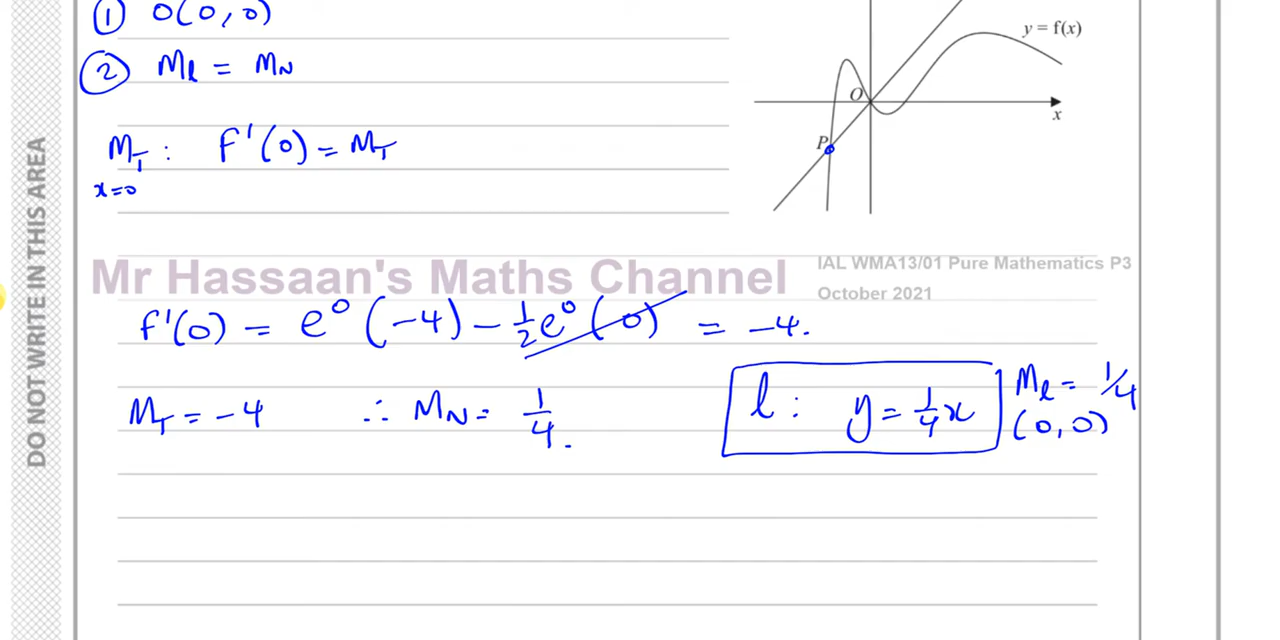 ① O(0,0)
② Ml = MN
y = f(x)
O
x
P
MT : f'(0) = MT
x=0
DO NOT WRITE IN THIS AREA
Mr Hassaan's Maths Channel
IAL WMA13/01 Pure Mathematics P3
October 2021
f'(0) = e⁰(-4) - ½e⁰(0) = -4.
MT = -4 ∴ MN = 1/4.
l : y = ¼x
Ml = 1/4
(0,0)